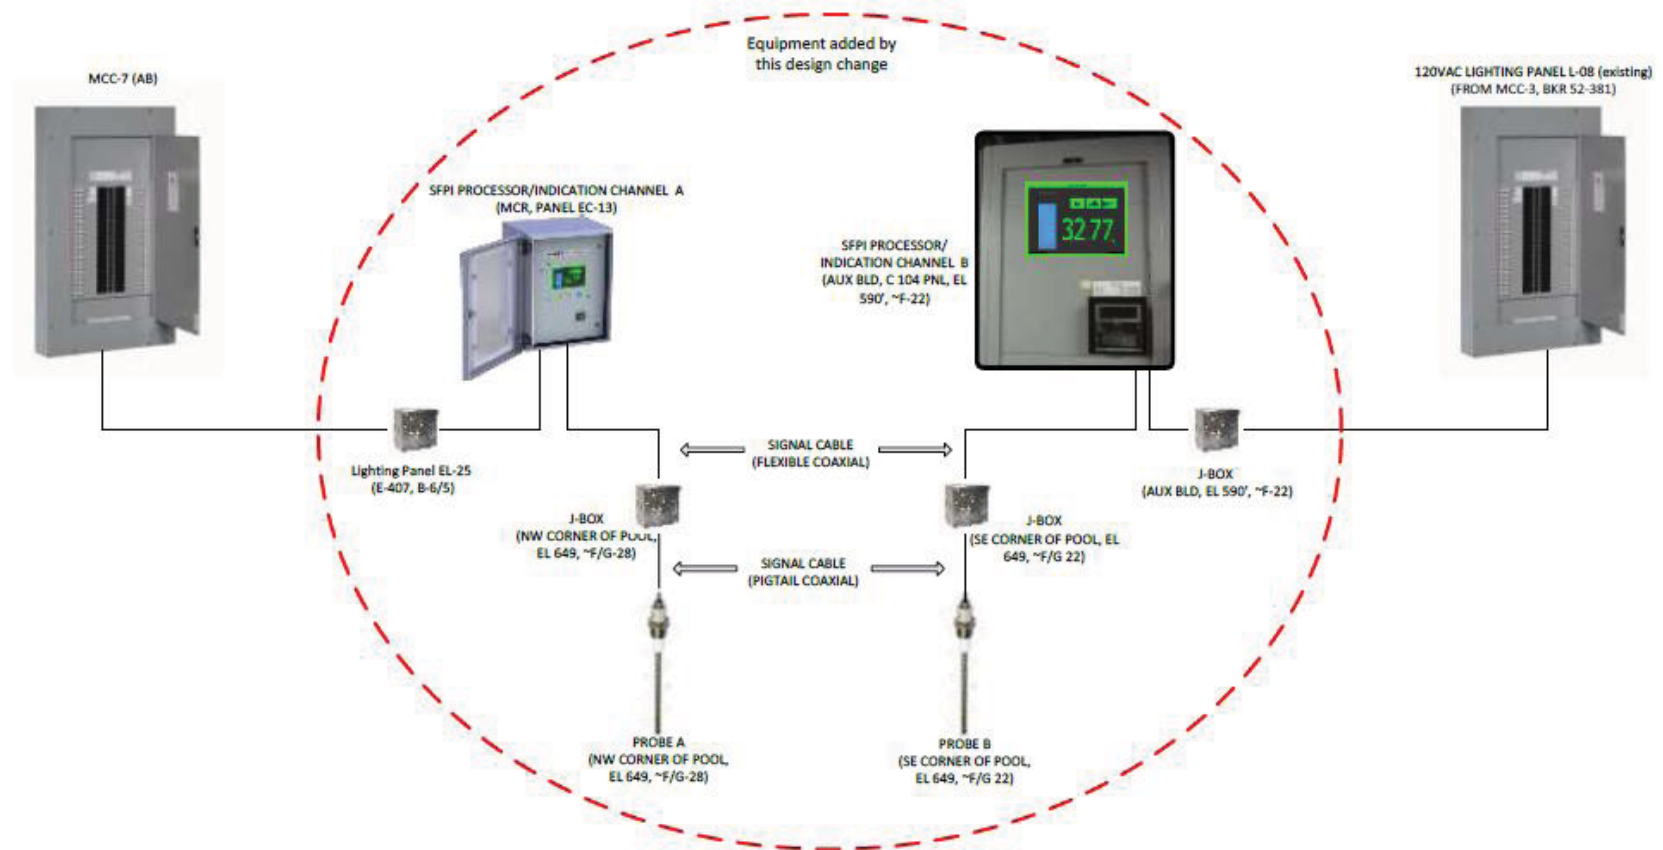 Equipment added by
this design change
MCC-7 (AB)
120VAC LIGHTING PANEL L-08 (existing)
(FROM MCC-3, BKR 52-381)
SFPI PROCESSOR/INDICATION CHANNEL A
(MCR, PANEL EC-13)
SFPI PROCESSOR/
INDICATION CHANNEL B
(AUX BLD, C 104 PNL, EL
590', ~F-22)
3277
SIGNAL CABLE
(FLEXIBLE COAXIAL)
Lighting Panel EL-25
(E-407, B-6/5)
J-BOX
(AUX BLD, EL 590', ~F-22)
J-BOX
(NW CORNER OF POOL,
EL 649, ~F/G-28)
J-BOX
(SE CORNER OF POOL, EL
649, ~F/G 22)
SIGNAL CABLE
(PIGTAIL COAXIAL)
PROBE A
(NW CORNER OF POOL,
EL 649, ~F/G-28)
PROBE B
(SE CORNER OF POOL,
EL 649, ~F/G 22)